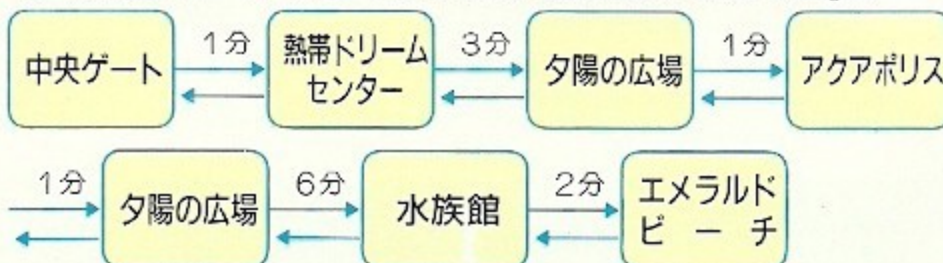 中央ゲート
1分
熱帯ドリーム
センター
3分
夕陽の広場
1分
アクアポリス
1分
夕陽の広場
6分
水族館
2分
エメラルド
ビーチ